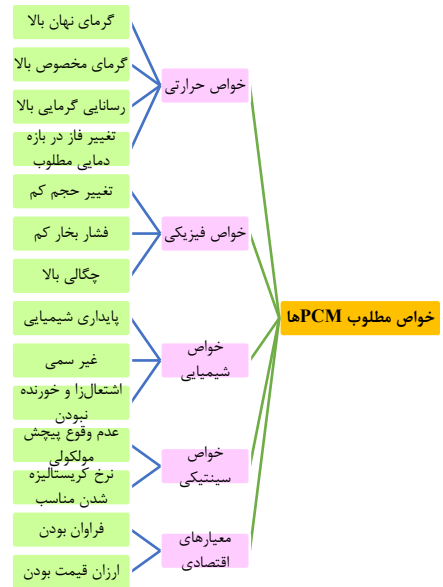 خواص مطلوب PCMها
خواص حرارتی
گرمای نهان بالا
گرمای مخصوص بالا
رسانایی گرمایی بالا
تغییر فاز در بازه
دمایی مطلوب
خواص فیزیکی
تغییر حجم کم
فشار بخار کم
چگالی بالا
خواص
شیمیایی
پایداری شیمیایی
غیر سمی
اشتعال‌زا و خورنده
نبودن
خواص
سینتیکی
عدم وقوع پیچش
مولکولی
نرخ کریستالیزه
شدن مناسب
معیارهای
اقتصادی
فراوان بودن
ارزان قیمت بودن